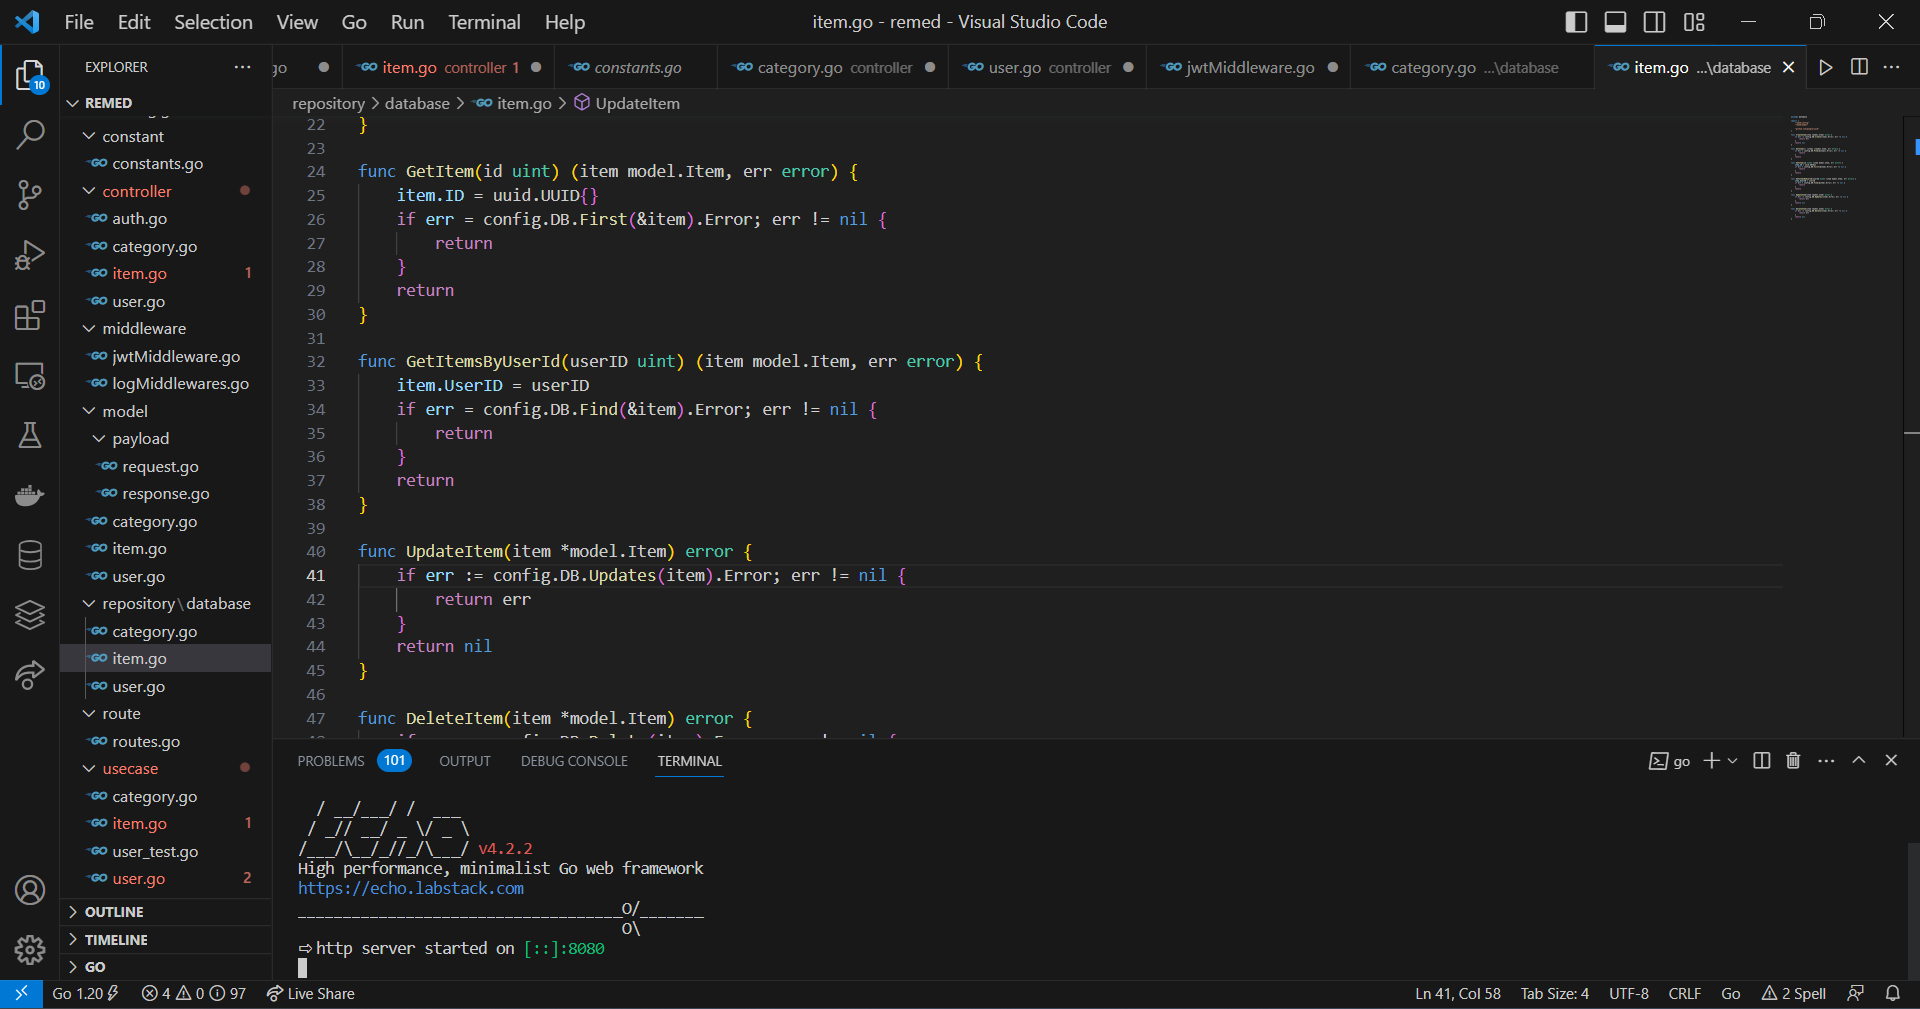 File Edit Selection View Go Run Terminal Help
item.go - remed - Visual Studio Code
10
EXPLORER
REMED
constant
constants.go
controller
auth.go
category.go
item.go 1
user.go
middleware
jwtMiddleware.go
logMiddlewares.go
model
payload
request.go
response.go
category.go
item.go
user.go
repository\database
category.go
item.go
user.go
route
routes.go
usecase
category.go
item.go 1
user_test.go
user.go 2
OUTLINE
TIMELINE
GO
go
item.go controller 1
constants.go
category.go controller
user.go controller
jwtMiddleware.go
category.go ...\database
item.go ...\database
repository > database > item.go > UpdateItem
22 }
23
24 func GetItem(id uint) (item model.Item, err error) {
25 item.ID = uuid.UUID{}
26 if err = config.DB.First(&item).Error; err != nil {
27 return
28 }
29 return
30 }
31
32 func GetItemsByUserId(userID uint) (item model.Item, err error) {
33 item.UserID = userID
34 if err = config.DB.Find(&item).Error; err != nil {
35 return
36 }
37 return
38 }
39
40 func UpdateItem(item *model.Item) error {
41 if err := config.DB.Updates(item).Error; err != nil {
42 return err
43 }
44 return nil
45 }
46
47 func DeleteItem(item *model.Item) error {
PROBLEMS 101 OUTPUT DEBUG CONSOLE TERMINAL
go
/ __/___/ / ___
/ _// __/ _ \/ _ \
/___/\__/_//_/\___/ v4.2.2
High performance, minimalist Go web framework
https://echo.labstack.com
____________________________________O/_______
O\
⇨ http server started on [::]:8080
Go 1.20 4 0 97 Live Share
Ln 41, Col 58 Tab Size: 4 UTF-8 CRLF Go 2 Spell